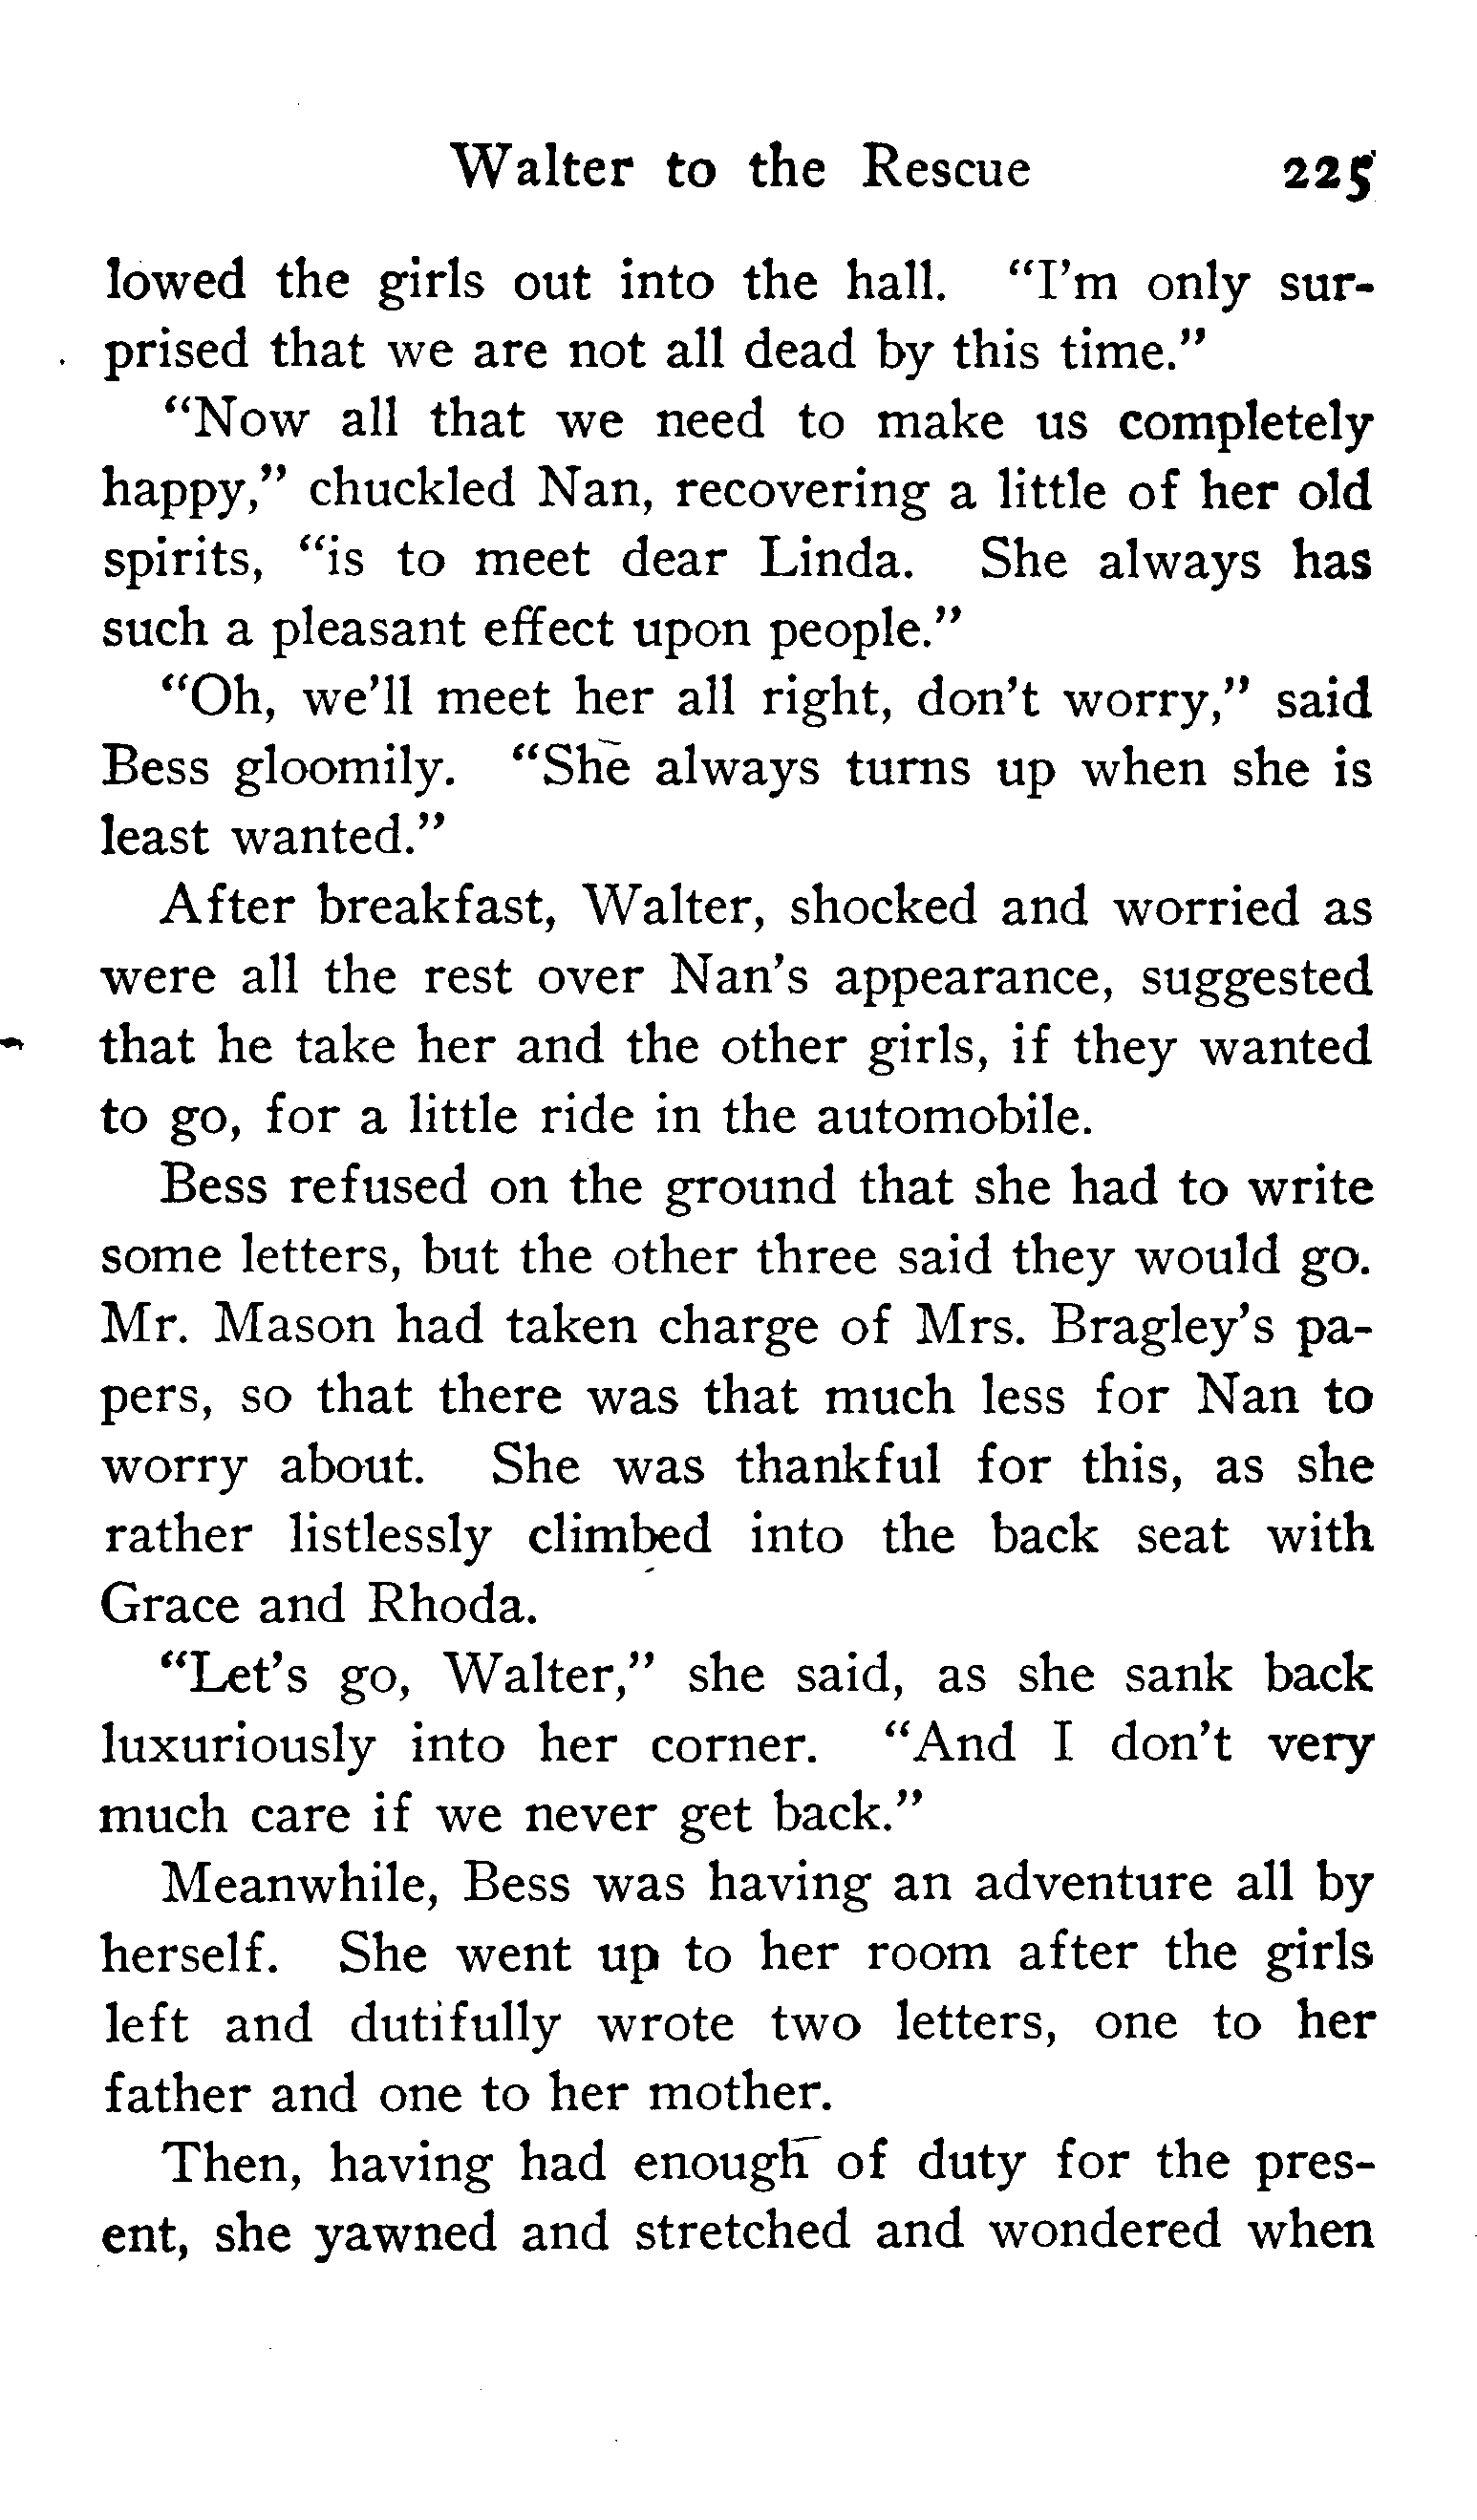 Walter to the Rescue 225
lowed the girls out into the hall. "I'm only sur-
prised that we are not all dead by this time."
"Now all that we need to make us completely
happy," chuckled Nan, recovering a little of her old
spirits, "is to meet dear Linda. She always has
such a pleasant effect upon people."
"Oh, we'll meet her all right, don't worry," said
Bess gloomily. "She always turns up when she is
least wanted."
After breakfast, Walter, shocked and worried as
were all the rest over Nan's appearance, suggested
that he take her and the other girls, if they wanted
to go, for a little ride in the automobile.
Bess refused on the ground that she had to write
some letters, but the other three said they would go.
Mr. Mason had taken charge of Mrs. Bragley's pa-
pers, so that there was that much less for Nan to
worry about. She was thankful for this, as she
rather listlessly climbed into the back seat with
Grace and Rhoda.
"Let's go, Walter," she said, as she sank back
luxuriously into her corner. "And I don't very
much care if we never get back."
Meanwhile, Bess was having an adventure all by
herself. She went up to her room after the girls
left and dutifully wrote two letters, one to her
father and one to her mother.
Then, having had enough of duty for the pres-
ent, she yawned and stretched and wondered when